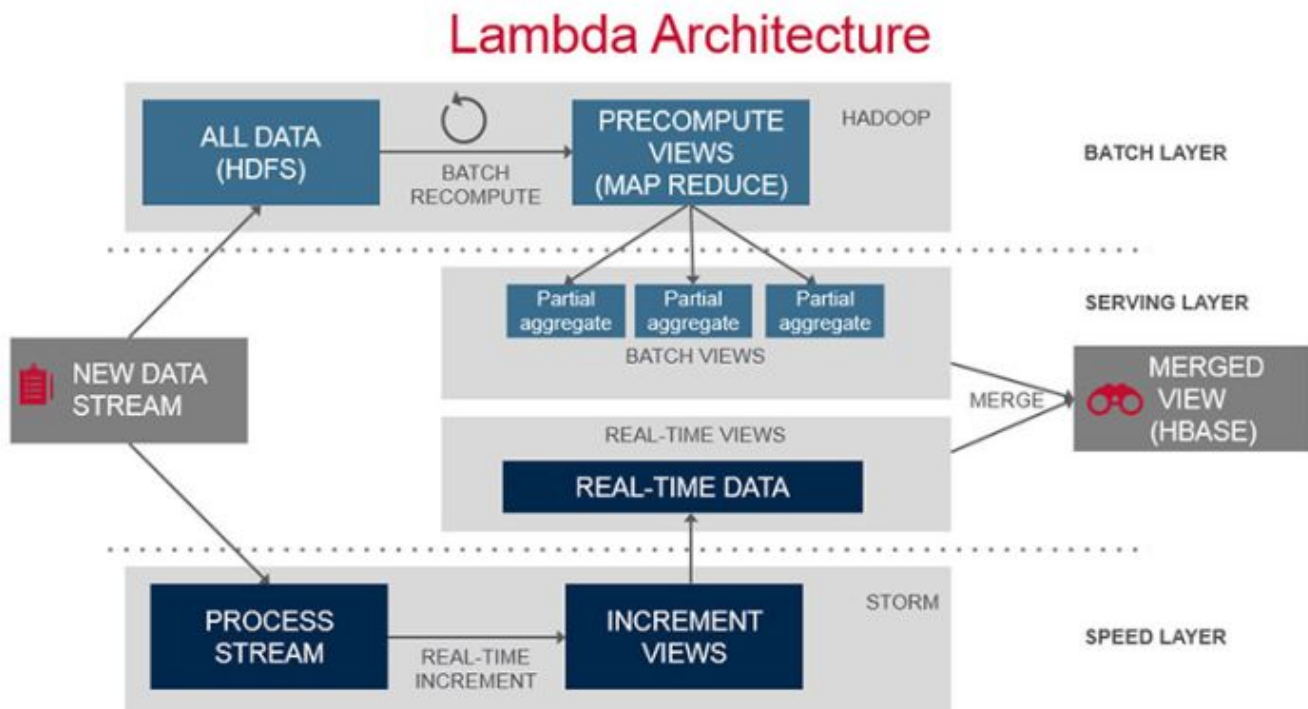 Lambda Architecture
ALL DATA
(HDFS)
BATCH
RECOMPUTE
PRECOMPUTE
VIEWS
(MAP REDUCE)
HADOOP
BATCH LAYER
Partial
aggregate
Partial
aggregate
Partial
aggregate
BATCH VIEWS
SERVING LAYER
NEW DATA
STREAM
MERGE
MERGED
VIEW
(HBASE)
REAL-TIME VIEWS
REAL-TIME DATA
PROCESS
STREAM
REAL-TIME
INCREMENT
INCREMENT
VIEWS
STORM
SPEED LAYER